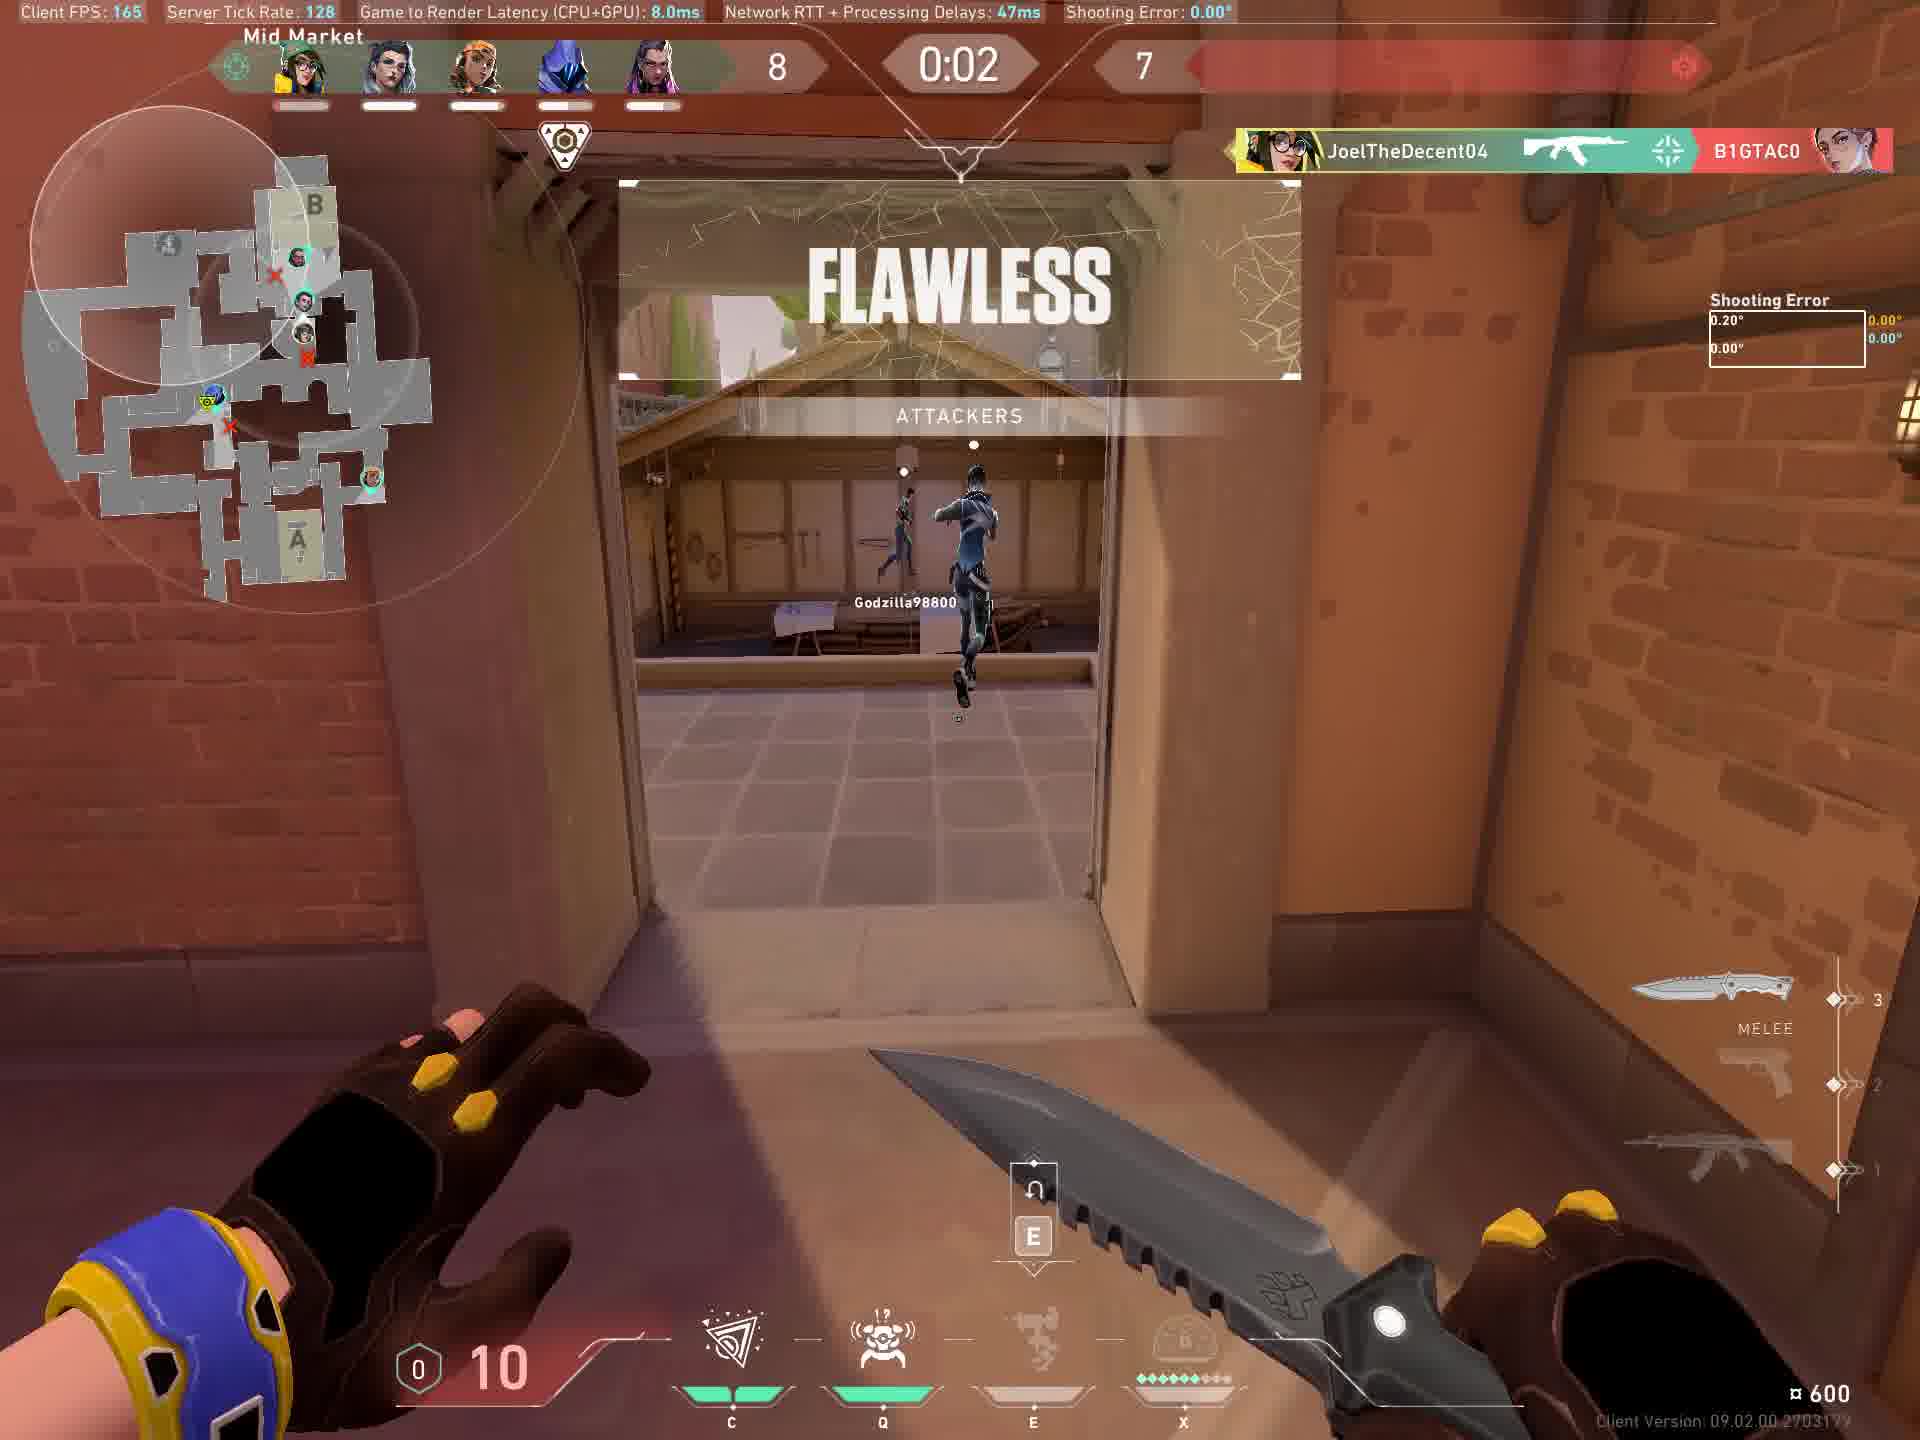 Client FPS: 165 Server Tick Rate: 128 Game to Render Latency (CPU+GPU): 8.0ms Network RTT + Processing Delays: 47ms Shooting Error: 0.00°
Mid Market
8 0:02 7
JoelTheDecent04 B1GTAC0
B
FLAWLESS
ATTACKERS
Shooting Error
0.20° 0.00°
0.00° 0.00°
A
Godzilla98800
3
MELEE
2
1
E
0 10
6
C Q E X
¤ 600
Client Version: 09.02.00.2703179